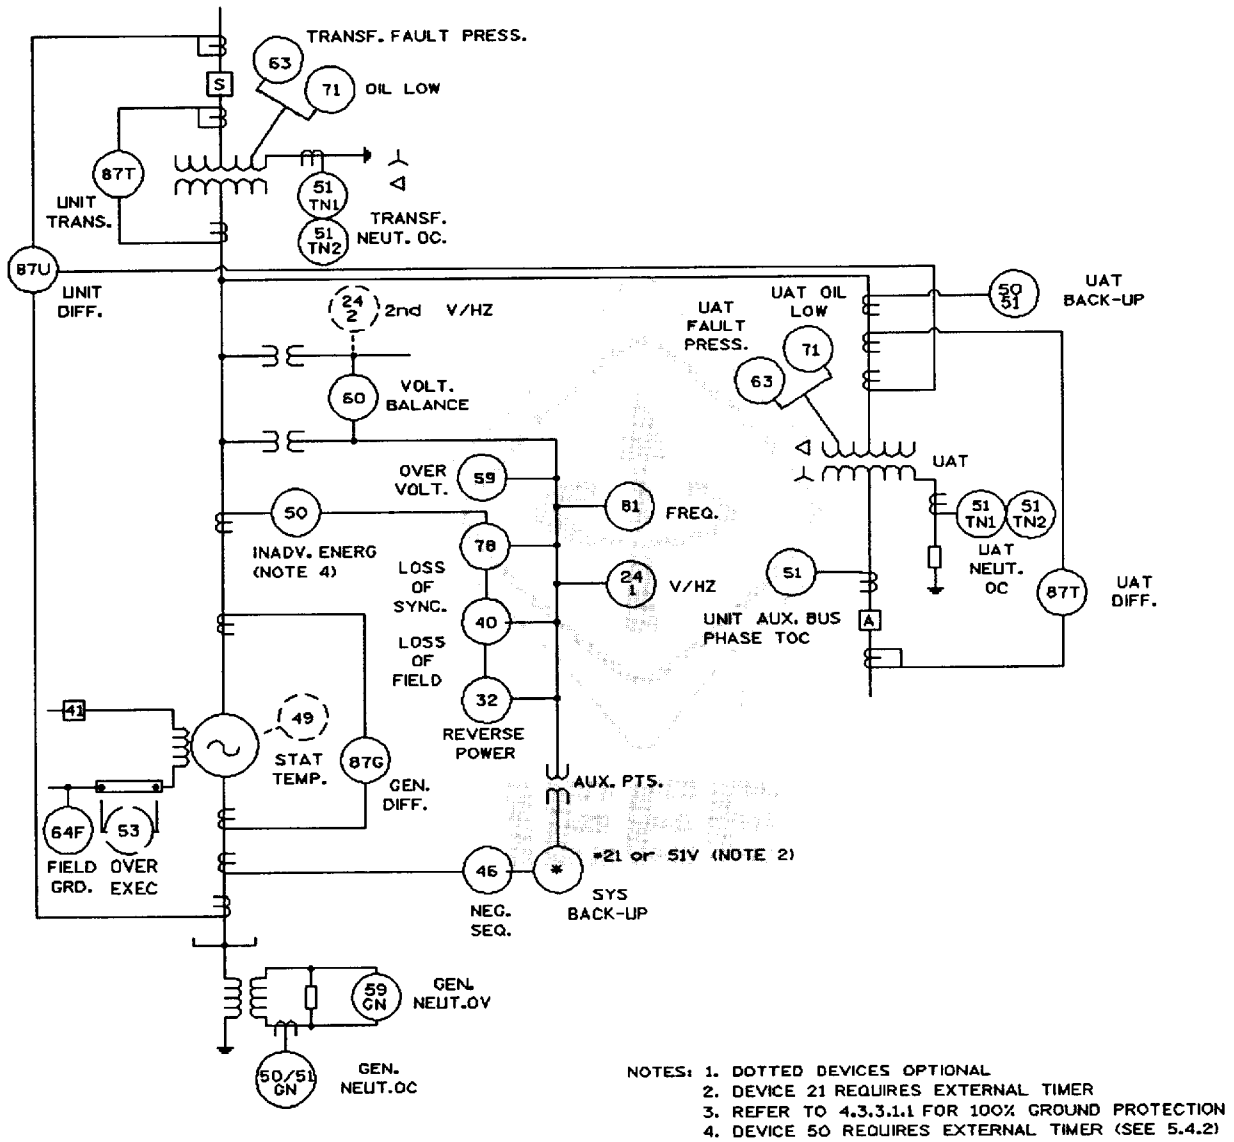 TRANSF. FAULT PRESS.
63
71
OIL LOW
S
87T
UNIT
TRANS.
51
TN1
51
TN2
TRANSF.
NEUT. OC.
87U
UNIT
DIFF.
24
2
2nd V/HZ
60
VOLT.
BALANCE
UAT OIL
LOW
UAT
FAULT
PRESS.
71
63
50
51
UAT
BACK-UP
UAT
51
TN1
51
TN2
UAT
NEUT.
OC
OVER
VOLT.
59
81
FREQ.
50
INADV. ENERG
(NOTE 4)
78
LOSS
OF
SYNC.
24
1
V/HZ
40
LOSS
OF
FIELD
32
REVERSE
POWER
51
UNIT AUX. BUS
PHASE TOC
A
87T
UAT
DIFF.
41
49
STAT
TEMP.
87G
GEN.
DIFF.
64F
FIELD
GRD.
53
OVER
EXEC
AUX. PTS.
46
NEG.
SEQ.
*
*21 or 51V (NOTE 2)
SYS
BACK-UP
59
GN
GEN.
NEUT.OV
50/51
GN
GEN.
NEUT.OC
NOTES: 1. DOTTED DEVICES OPTIONAL
2. DEVICE 21 REQUIRES EXTERNAL TIMER
3. REFER TO 4.3.3.1.1 FOR 100% GROUND PROTECTION
4. DEVICE 50 REQUIRES EXTERNAL TIMER (SEE 5.4.2)